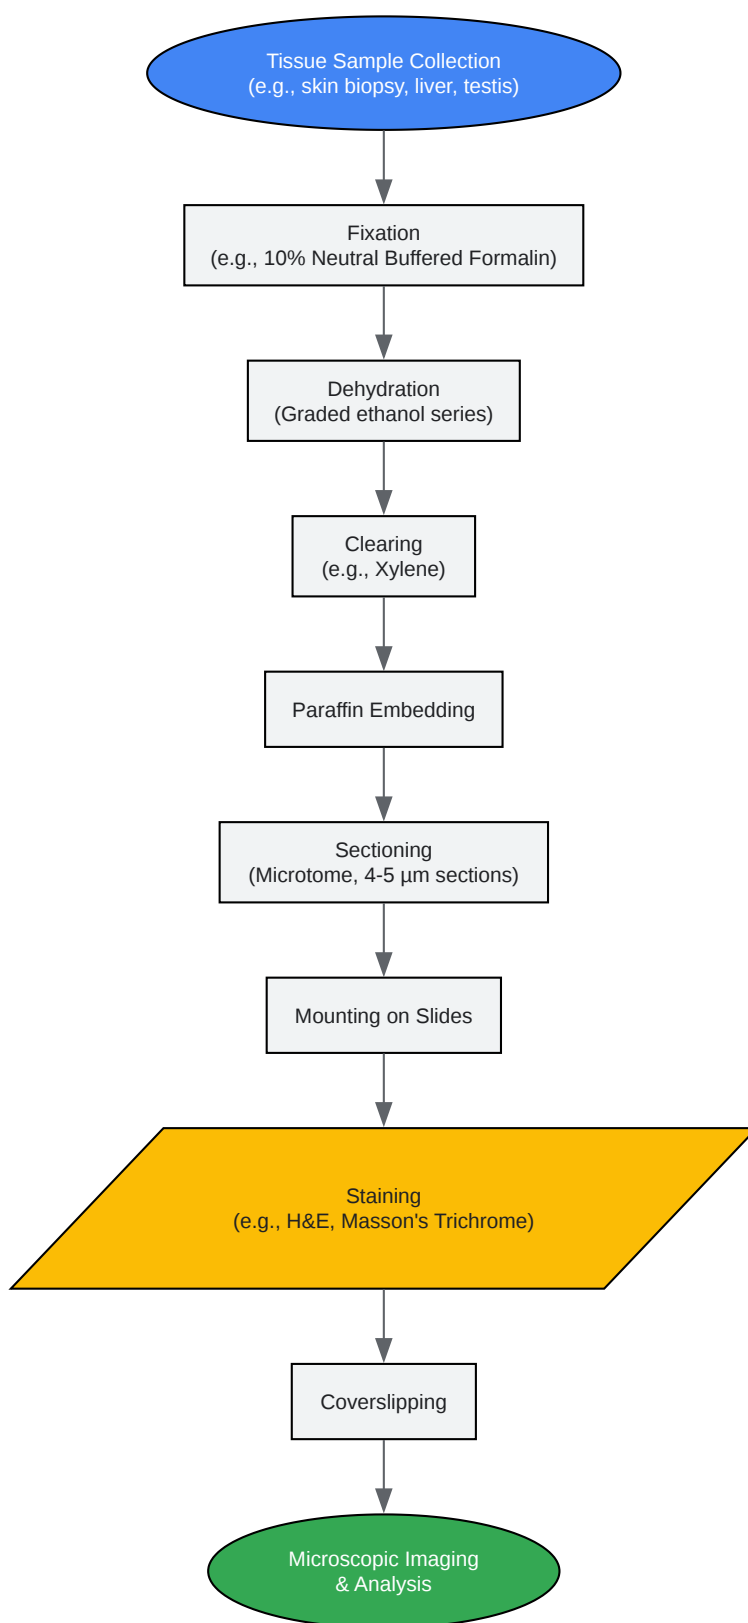 Tissue Sample Collection
(e.g., skin biopsy, liver, testis)
Fixation
(e.g., 10% Neutral Buffered Formalin)
Dehydration
(Graded ethanol series)
Clearing
(e.g., Xylene)
Paraffin Embedding
Sectioning
(Microtome, 4-5 µm sections)
Mounting on Slides
Staining
(e.g., H&E, Masson's Trichrome)
Coverslipping
Microscopic Imaging
& Analysis